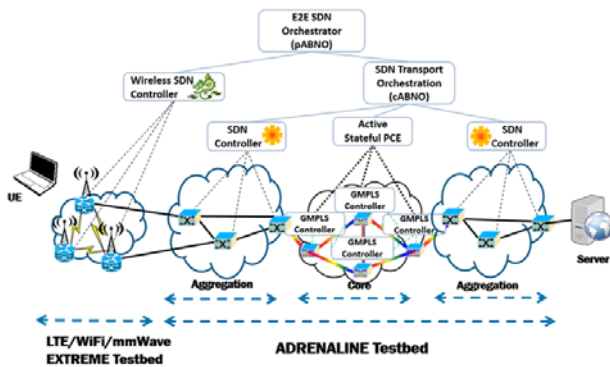 E2E SDN
Orchestrator
(pABNO)
Wireless SDN
Controller
SDN Transport
Orchestration
(cABNO)
SDN
Controller
Active
Stateful PCE
SDN
Controller
UE
GMPLS
Controller
GMPLS
Controller
GMPLS
Controller
GMPLS
Controller
Server
Aggregation
Core
Aggregation
LTE/WiFi/mmWave
EXTREME Testbed
ADRENALINE Testbed